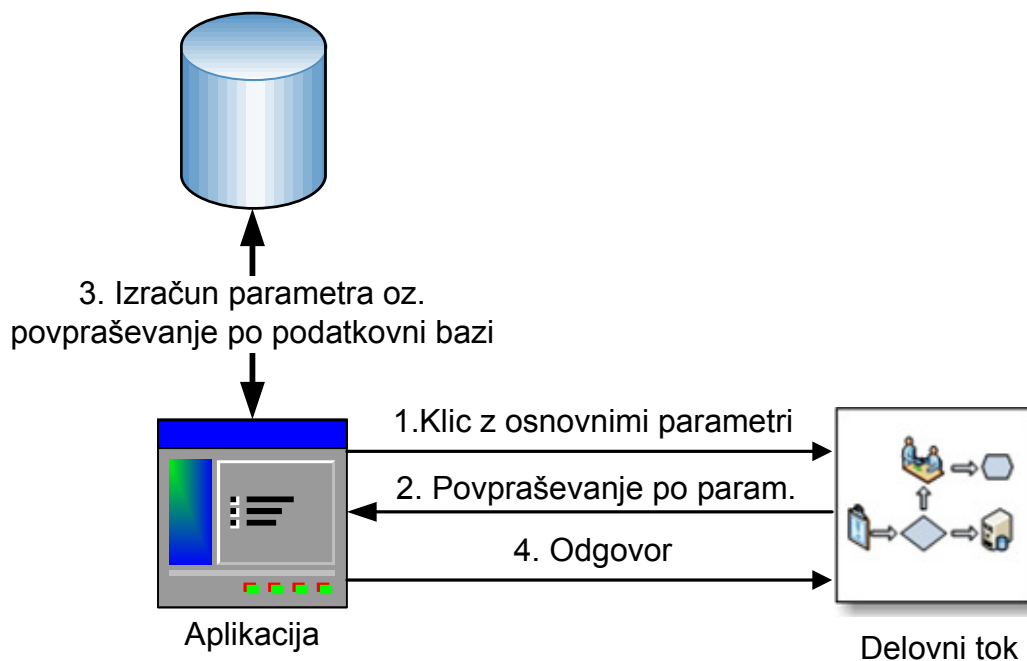 3. Izračun parametra oz.
povpraševanje po podatkovni bazi
1.Klic z osnovnimi parametri
2. Povpraševanje po param.
4. Odgovor
Aplikacija
Delovni tok